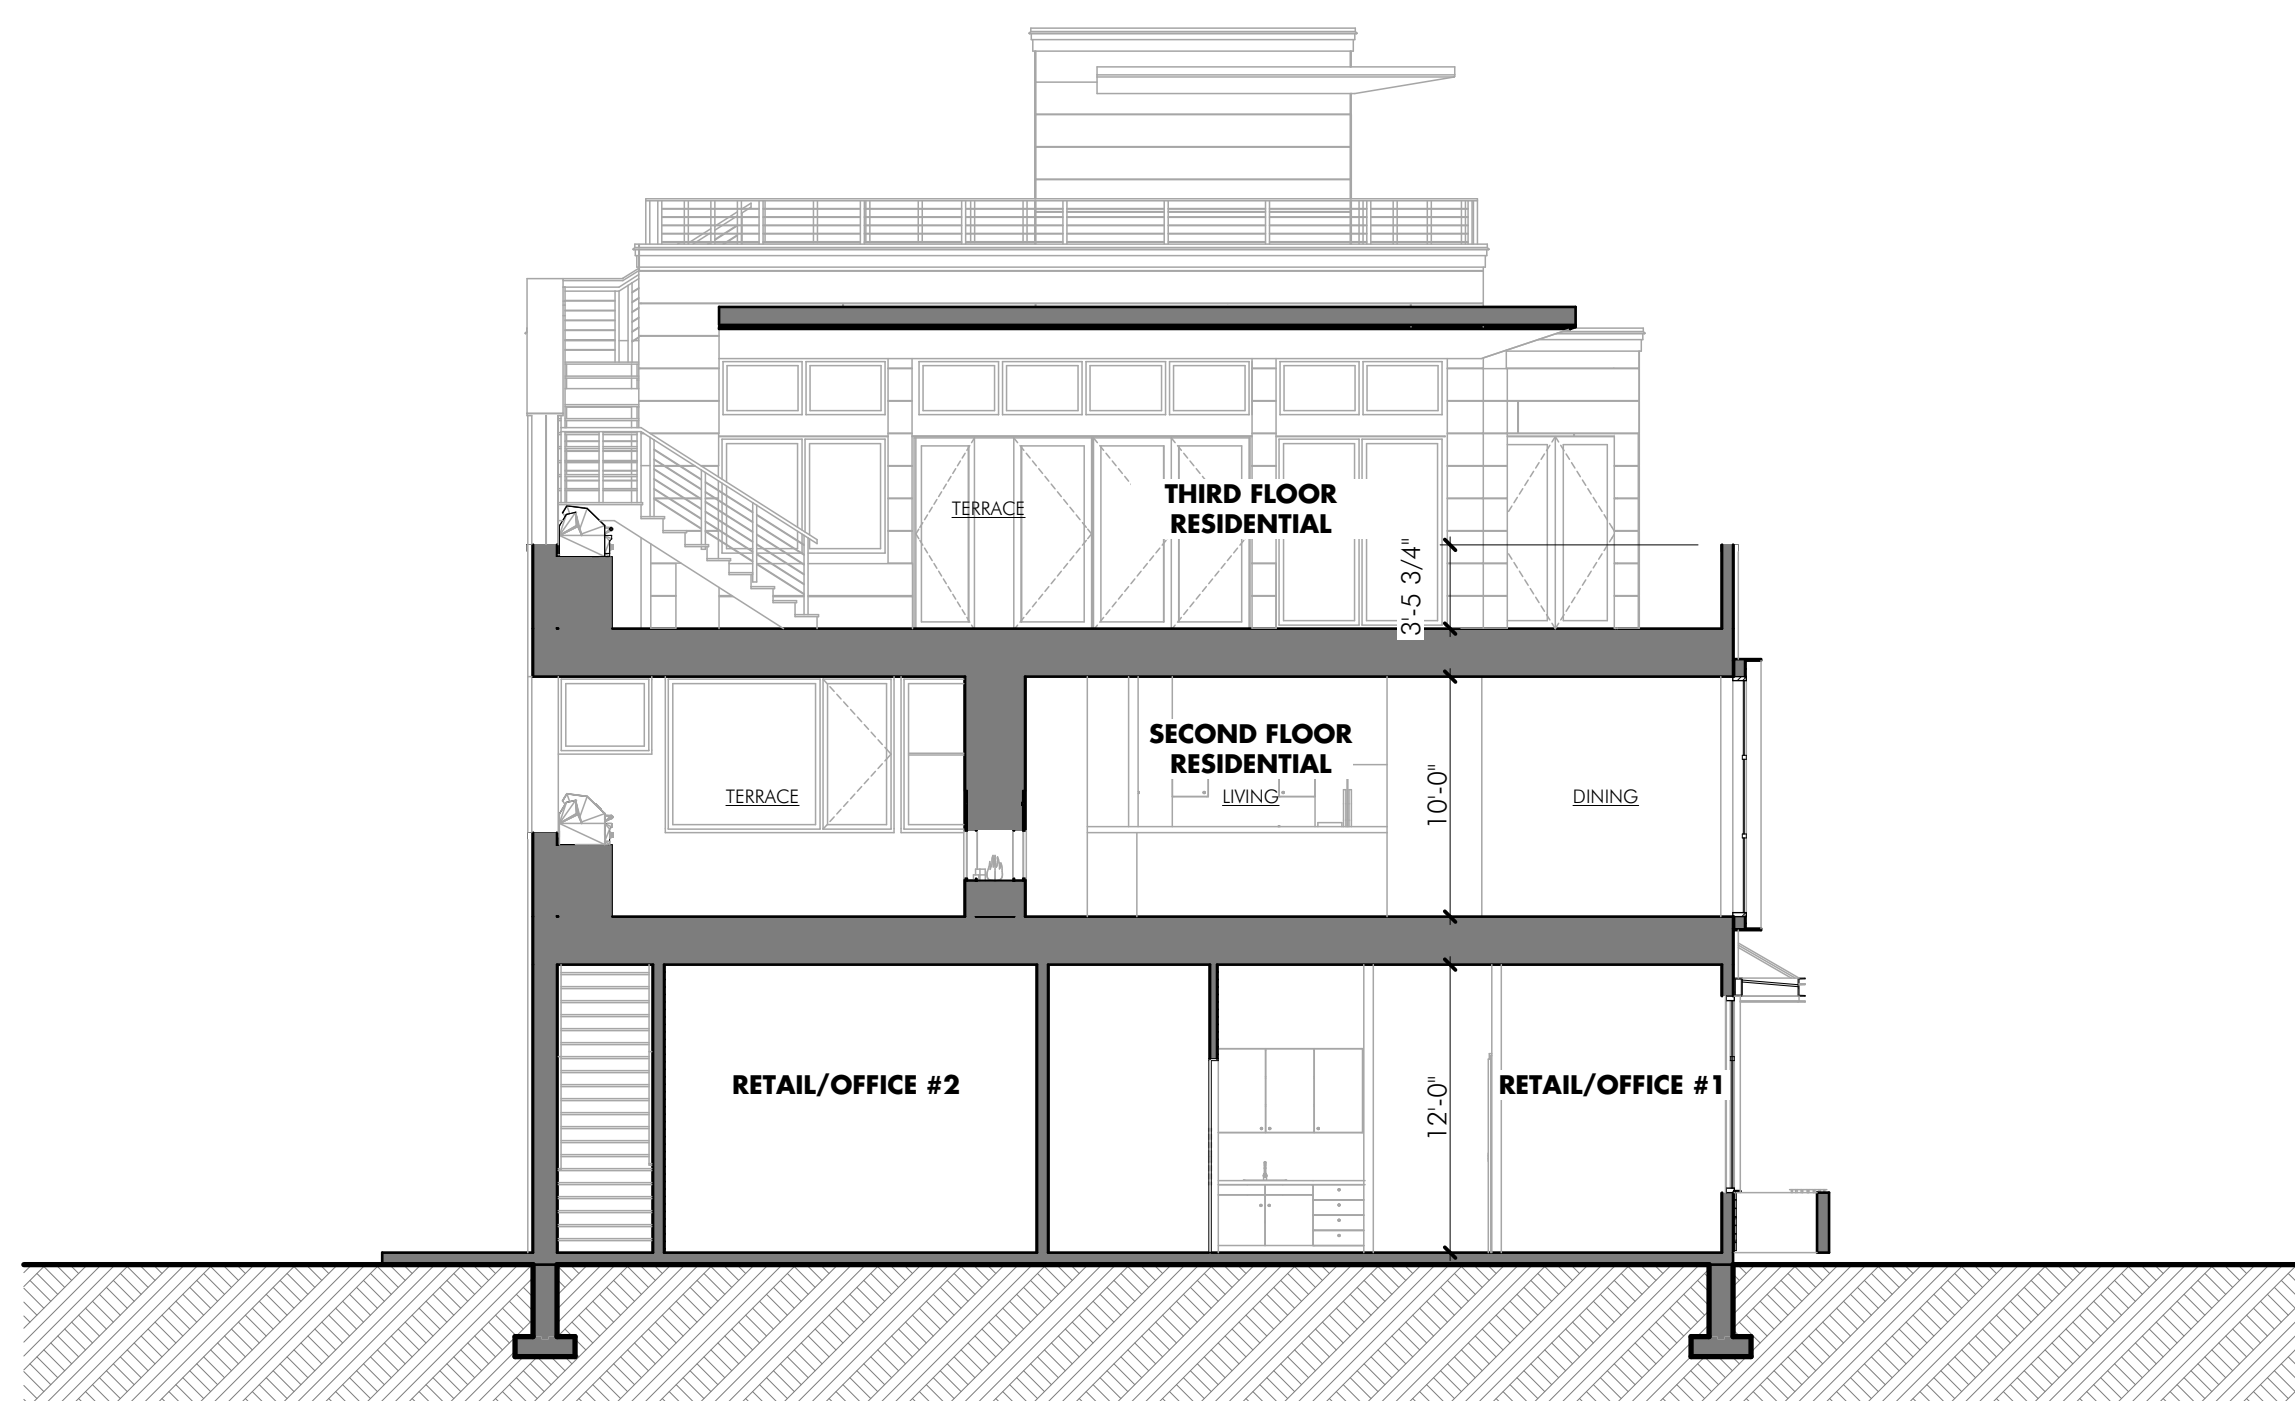 TERRACE
THIRD FLOOR
RESIDENTIAL
3'-5 3/4"
SECOND FLOOR
RESIDENTIAL
TERRACE
LIVING
10'-0"
DINING
RETAIL/OFFICE #2
12'-0"
RETAIL/OFFICE #1